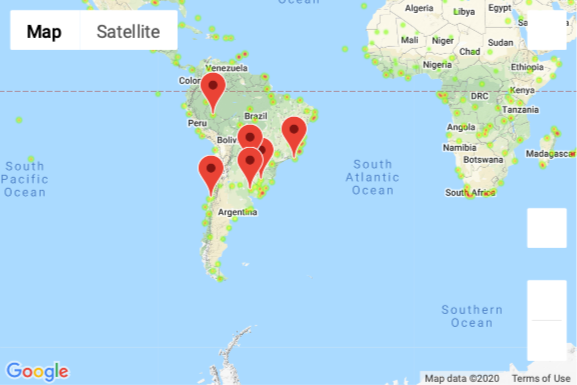 Ocean
Algeria
Libya
Egypt
Map
Satellite
Mali
Niger
Chad
Sudan
Nigeria
Ethiopia
Venezuela
DRC
Kenya
Tanzania
Peru
Brazil
Angola
Namibia
Botswana
Madagascar
South
Pacific
Ocean
South
Atlantic
Ocean
South Africa
Argentina
Southern
Ocean
Google
Map data ©2020
Terms of Use